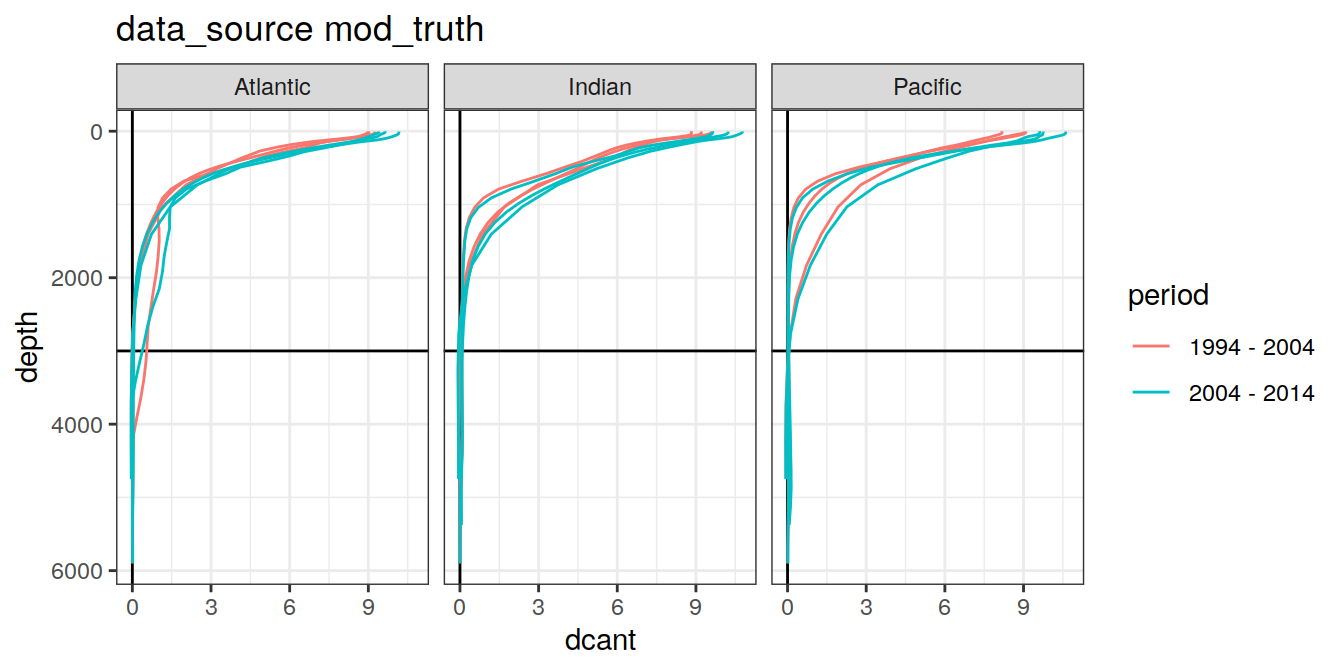 data_source mod_truth
Atlantic
Indian
Pacific
0
2000
4000
6000
depth
0 3 6 9
0 3 6 9
0 3 6 9
dcant
period
1994 - 2004
2004 - 2014